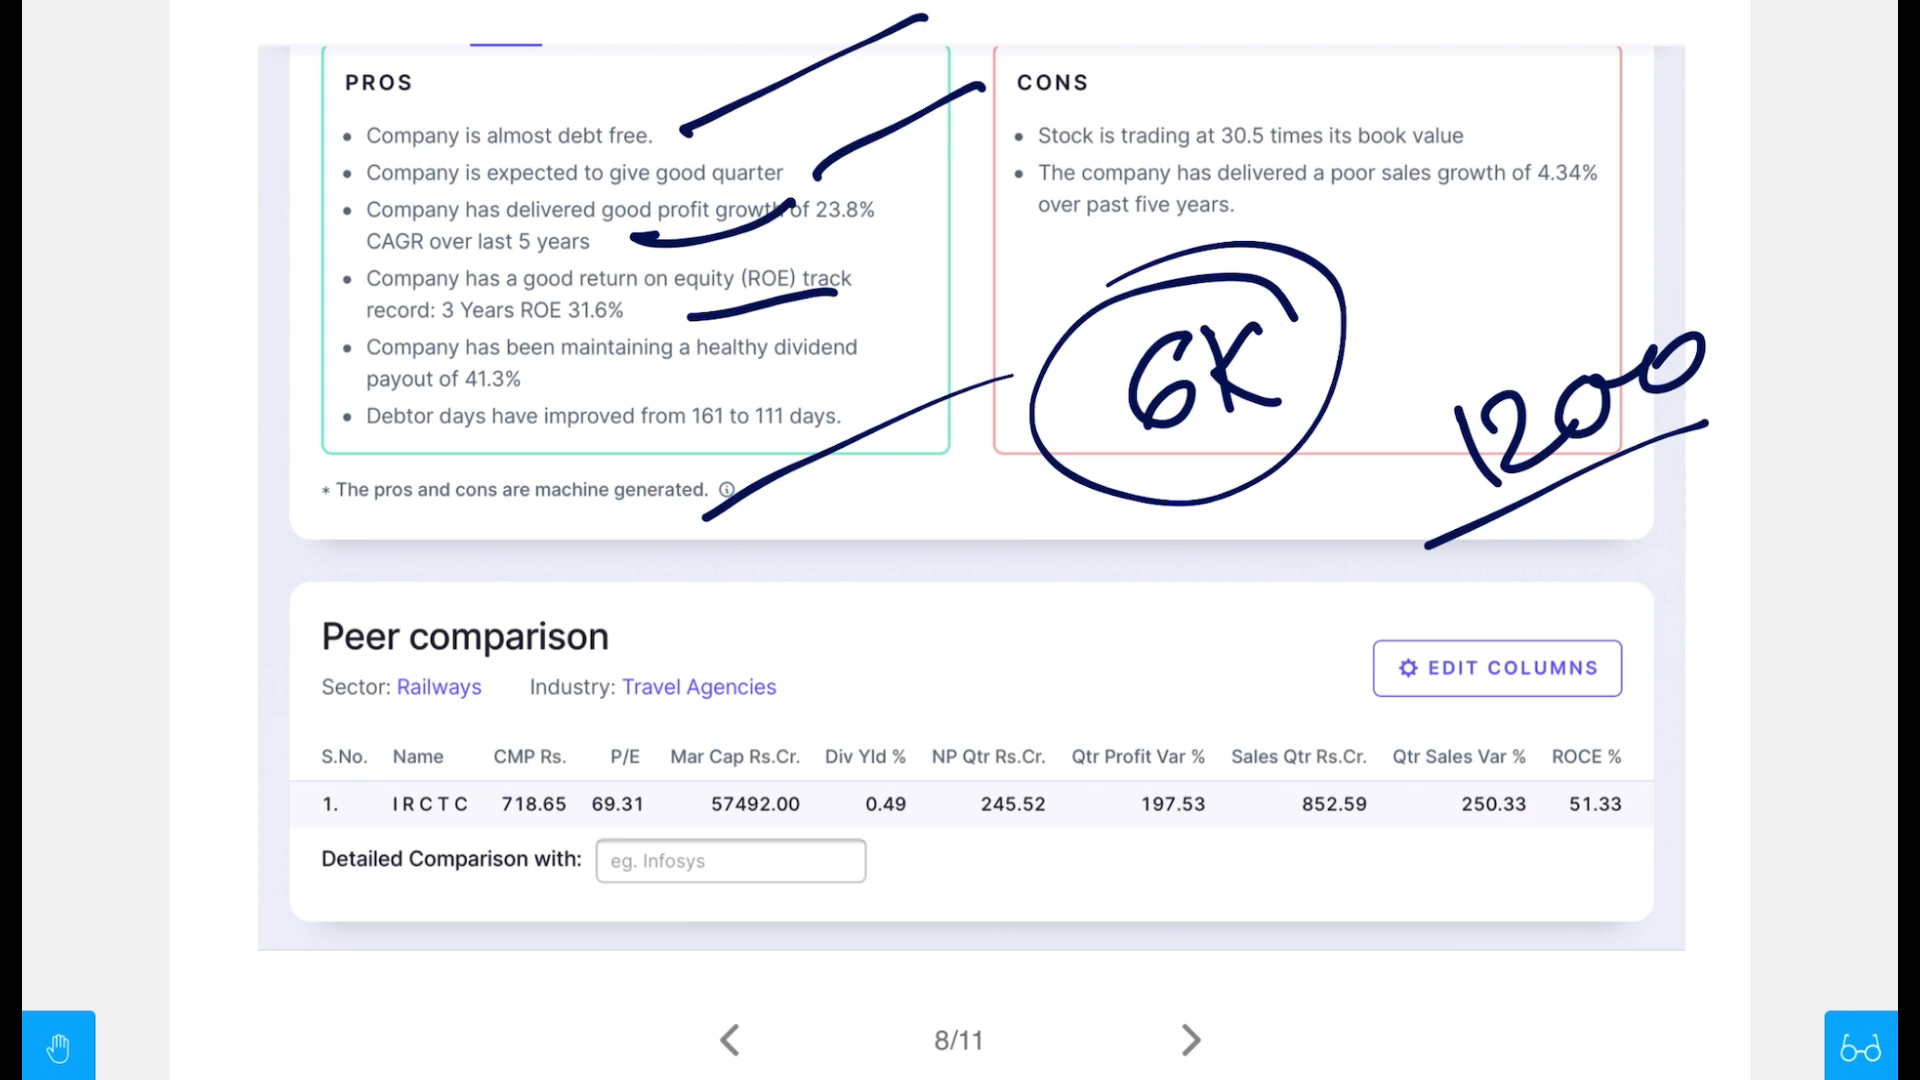 PROS
Company is almost debt free.
Company is expected to give good quarter
Company has delivered good profit growth of 23.8%
CAGR over last 5 years
Company has a good return on equity (ROE) track
record: 3 Years ROE 31.6%
Company has been maintaining a healthy dividend
payout of 41.3%
Debtor days have improved from 161 to 111 days.
* The pros and cons are machine generated.
CONS
Stock is trading at 30.5 times its book value
The company has delivered a poor sales growth of 4.34%
over past five years.
6K
1200
Peer comparison
Sector: Railways Industry: Travel Agencies
EDIT COLUMNS
S.No. Name CMP Rs. P/E Mar Cap Rs.Cr. Div Yld % NP Qtr Rs.Cr. Qtr Profit Var % Sales Qtr Rs.Cr. Qtr Sales Var % ROCE %
1. I R C T C 718.65 69.31 57492.00 0.49 245.52 197.53 852.59 250.33 51.33
Detailed Comparison with: eg. Infosys
8/11